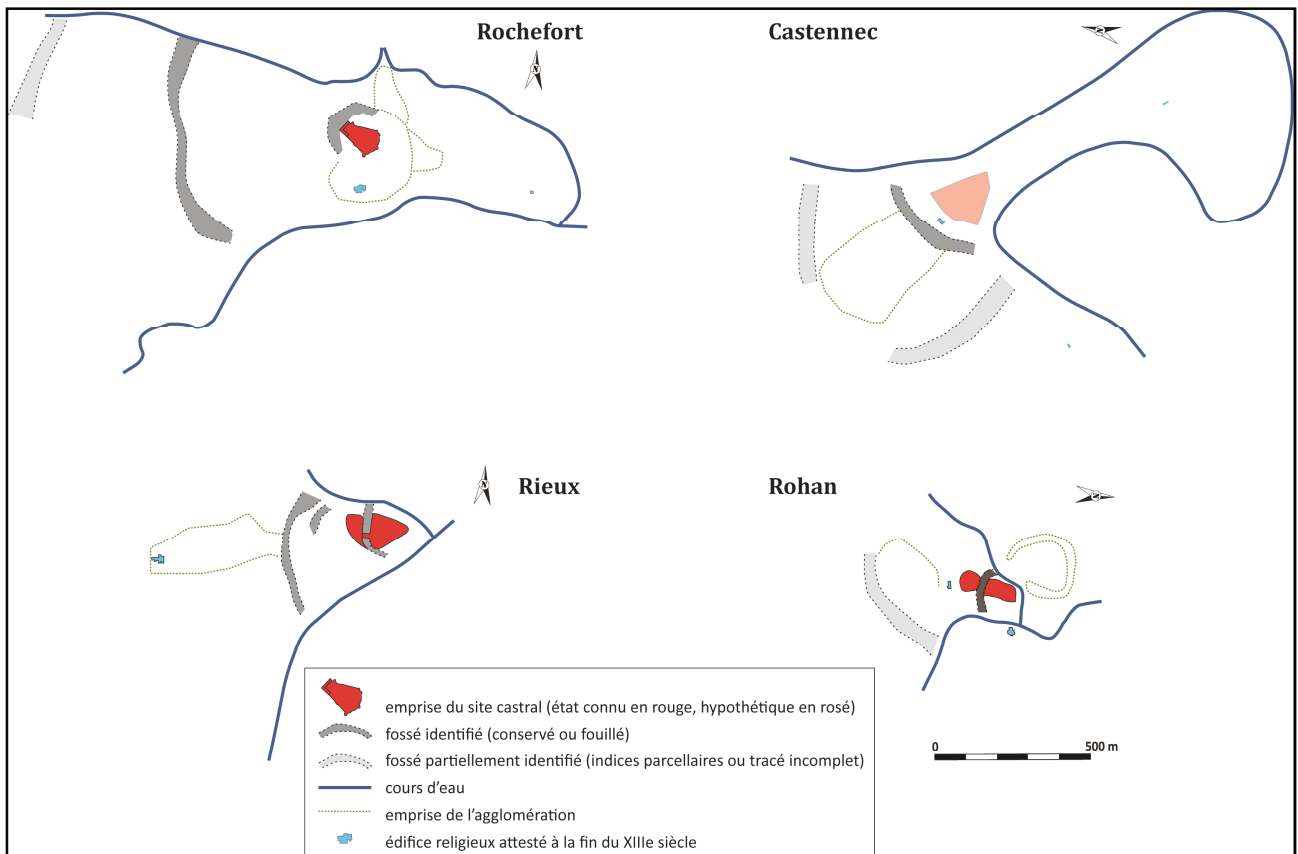 Rochefort
Castennec
N
N
Rieux
Rohan
N
N
emprise du site castral (état connu en rouge, hypothétique en rosé)
fossé identifié (conservé ou fouillé)
fossé partiellement identifié (indices parcellaires ou tracé incomplet)
cours d'eau
emprise de l'agglomération
édifice religieux attesté à la fin du XIIIe siècle
0
500 m